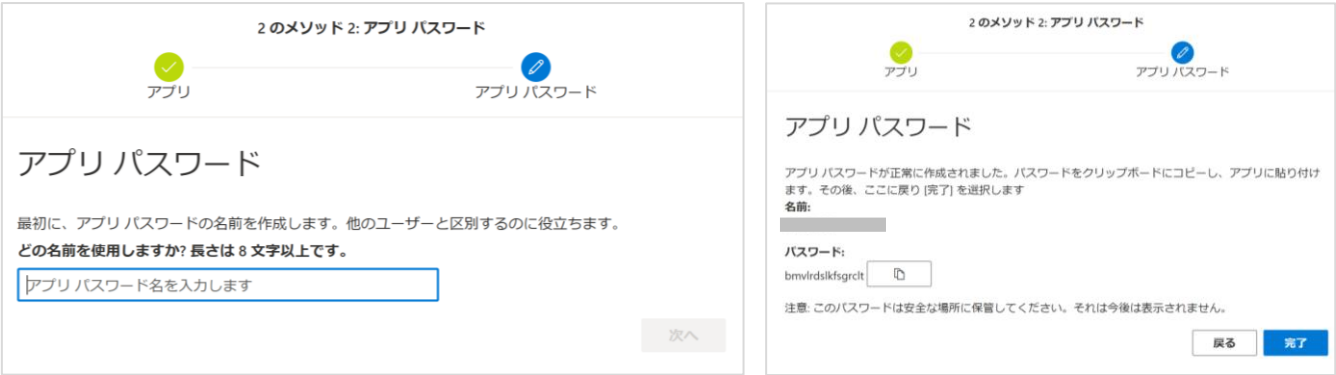 2 のメソッド 2: アプリ パスワード
アプリ
アプリ パスワード
アプリ パスワード
最初に、アプリ パスワードの名前を作成します。他のユーザーと区別するのに役立ちます。
どの名前を使用しますか? 長さは 8 文字以上です。
アプリ パスワード名を入力します
次へ
2 のメソッド 2: アプリ パスワード
アプリ
アプリ パスワード
アプリ パスワード
アプリ パスワードが正常に作成されました。パスワードをクリップボードにコピーし、アプリに貼り付け
ます。その後、ここに戻り [完了] を選択します
名前:
パスワード:
bmvlrdslkfsgrclt
注意: このパスワードは安全な場所に保管してください。それは今後は表示されません。
戻る
完了